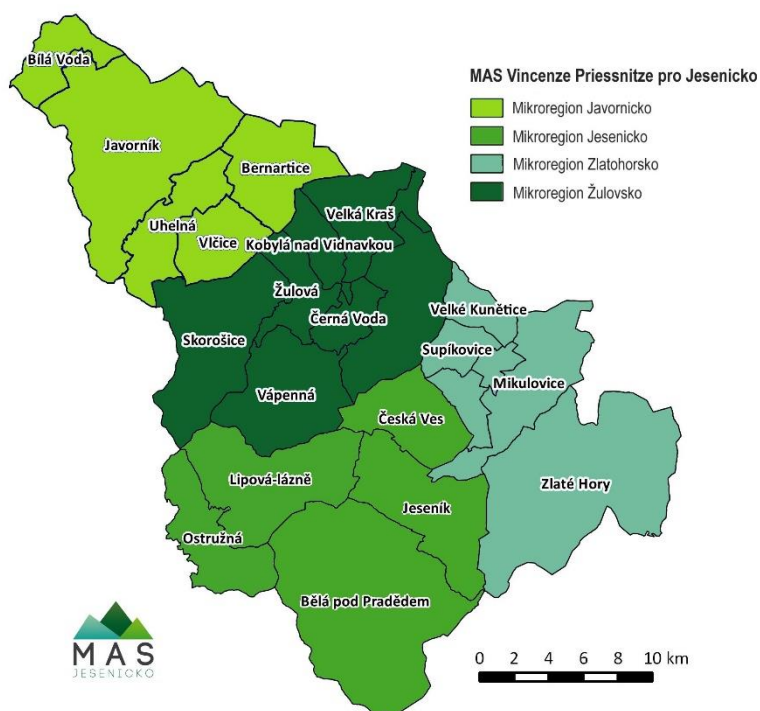 Bílá Voda
Javorník
Bernartice
Uhelná
Vlčice
Velká Kraš
Kobylá nad Vidnavkou
Žulová
Černá Voda
Skorošice
Vápenná
Velké Kunětice
Supíkovice
Mikulovice
Česká Ves
Zlaté Hory
Lipová-lázně
Jeseník
Ostružná
Bělá pod Pradědem
MAS Vincenze Priessnitze pro Jesenicko
Mikroregion Javornicko
Mikroregion Jesenicko
Mikroregion Zlatohorsko
Mikroregion Žulovsko
MAS
JESENICKO
0 2 4 6 8 10 km